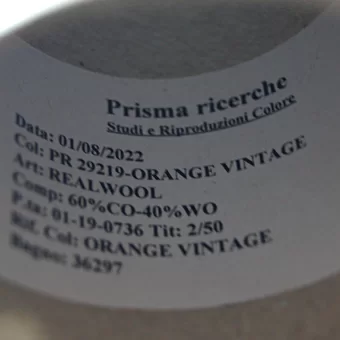 Prisma ricerche
Studi e Riproduzioni Colore
Data: 01/08/2022
Col: PR 29219-ORANGE VINTAGE
Art: REALWOOL
Comp: 60%CO-40%WO
P.ta: 01-19-0736 Tit: 2/50
Rif. Col: ORANGE VINTAGE
Bagno: 36297